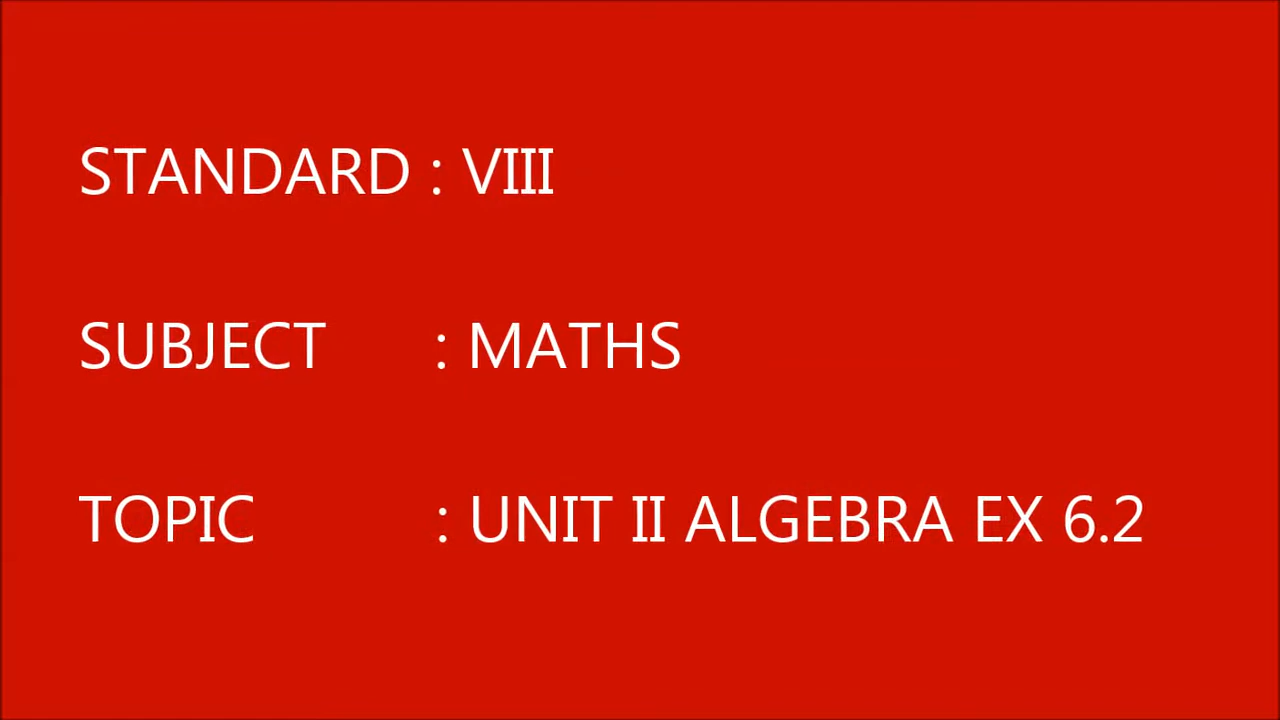 STANDARD : VIII
SUBJECT : MATHS
TOPIC : UNIT II ALGEBRA EX 6.2